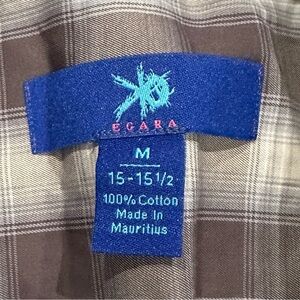 EGARA
M
15-15 1/2
100% Cotton
Made In
Mauritius